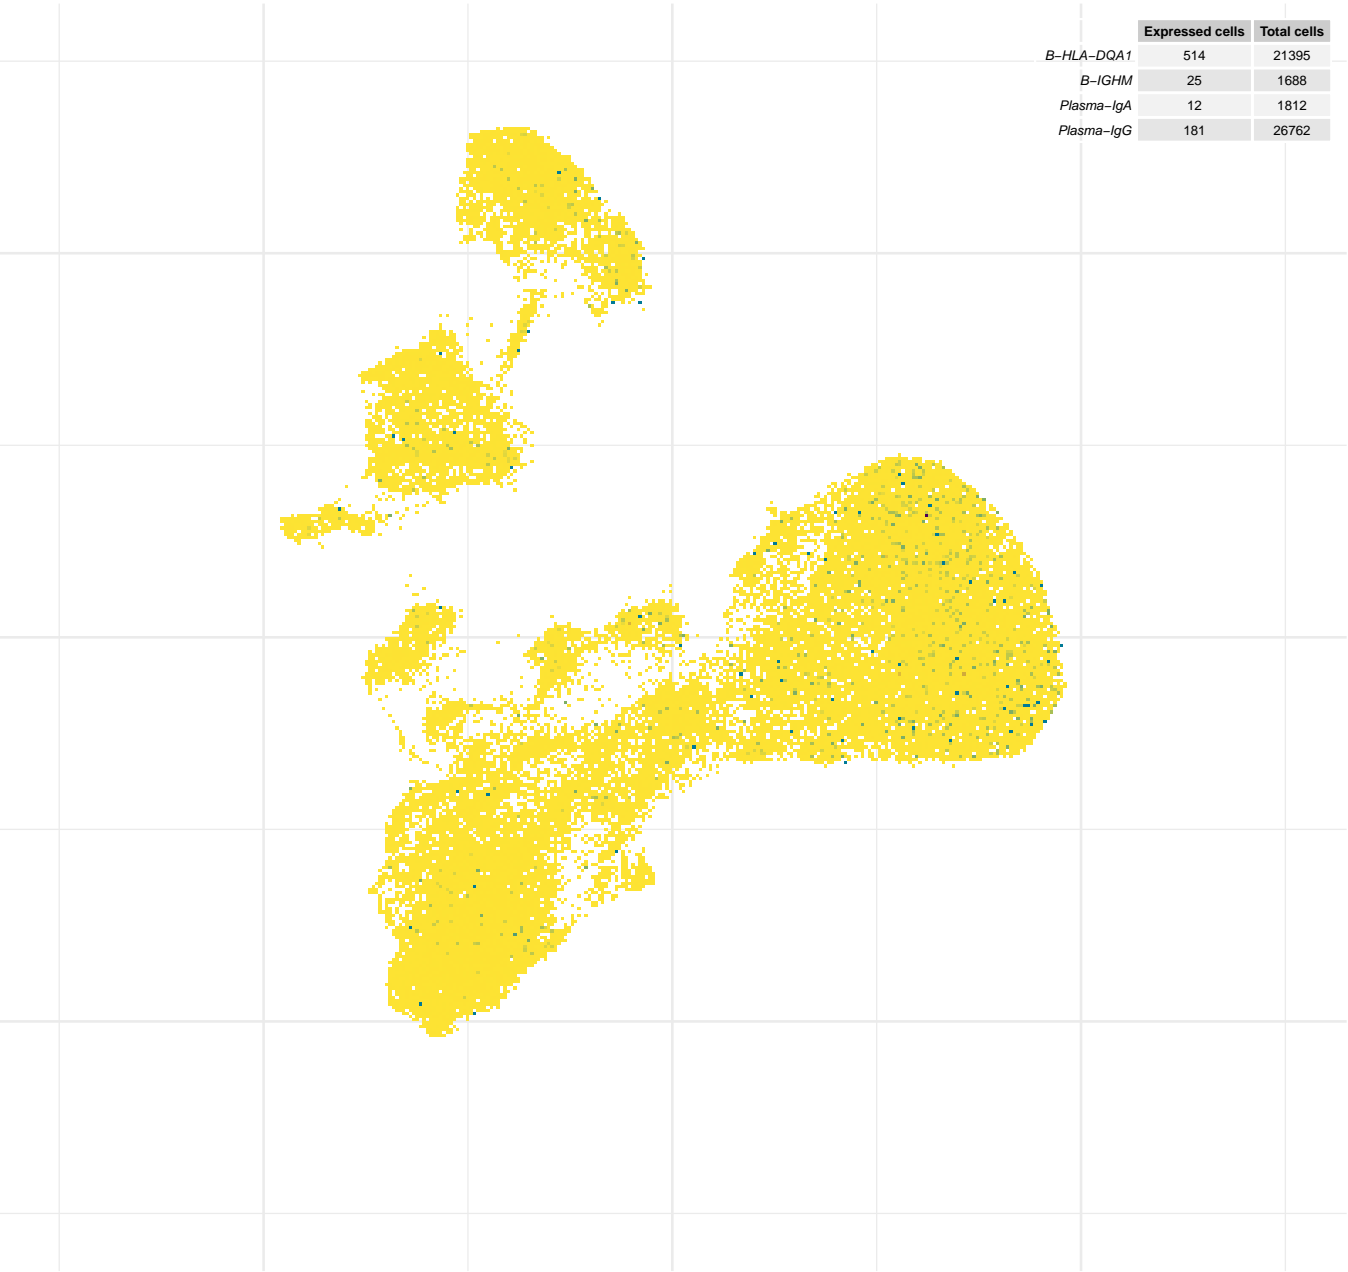 Expressed cells Total cells
B−HLA−DQA1 514 21395
B−IGHM 25 1688
Plasma−IgA 12 1812
Plasma−IgG 181 26762